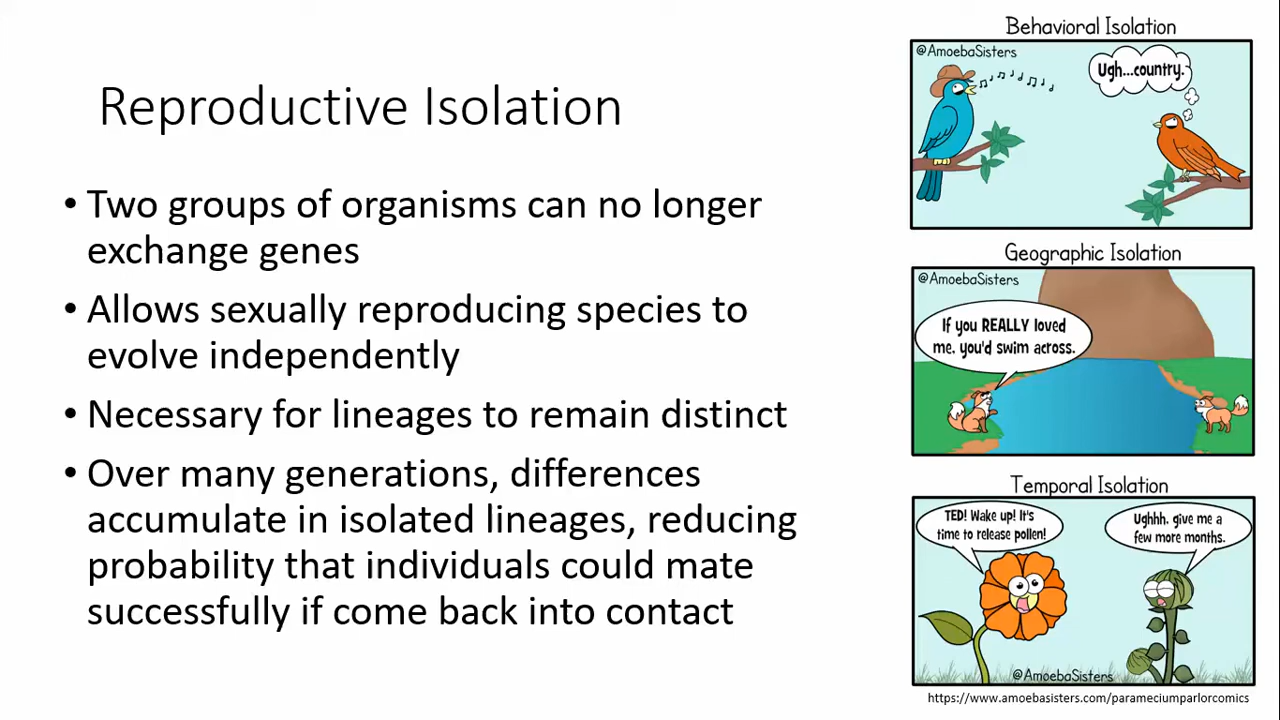 Reproductive Isolation
• Two groups of organisms can no longer
exchange genes
• Allows sexually reproducing species to
evolve independently
• Necessary for lineages to remain distinct
• Over many generations, differences
accumulate in isolated lineages, reducing
probability that individuals could mate
successfully if come back into contact
Behavioral Isolation
@AmoebaSisters
Ugh...country.
Geographic Isolation
@AmoebaSisters
If you REALLY loved
me, you'd swim across.
Temporal Isolation
TED! Wake up! It's
time to release pollen!
Ughhh, give me a
few more months.
@AmoebaSisters
https://www.amoebasisters.com/parameciumparlorcomics